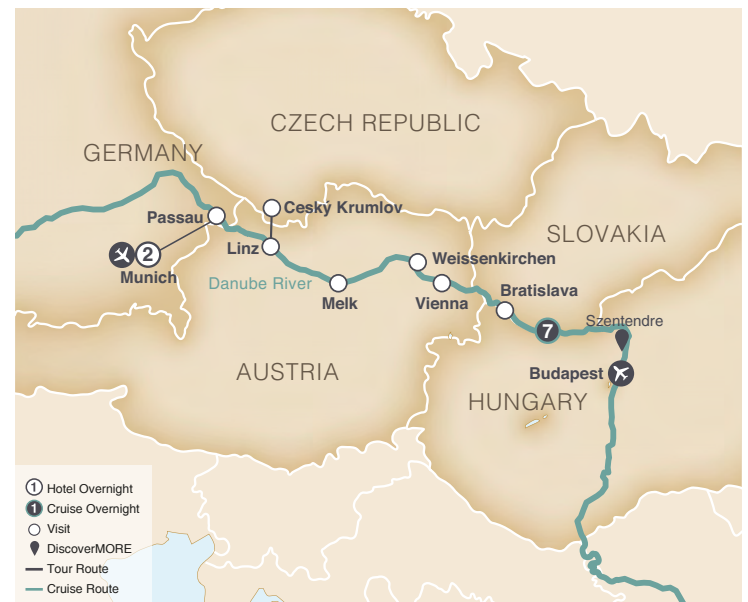 CZECH REPUBLIC
GERMANY
Ceský Krumlov
Passau
SLOVAKIA
Linz
2
Weissenkirchen
Munich
Danube River
Bratislava
Melk
Vienna
Szentendre
7
AUSTRIA
Budapest
HUNGARY
1 Hotel Overnight
1 Cruise Overnight
Visit
DiscoverMORE
Tour Route
Cruise Route